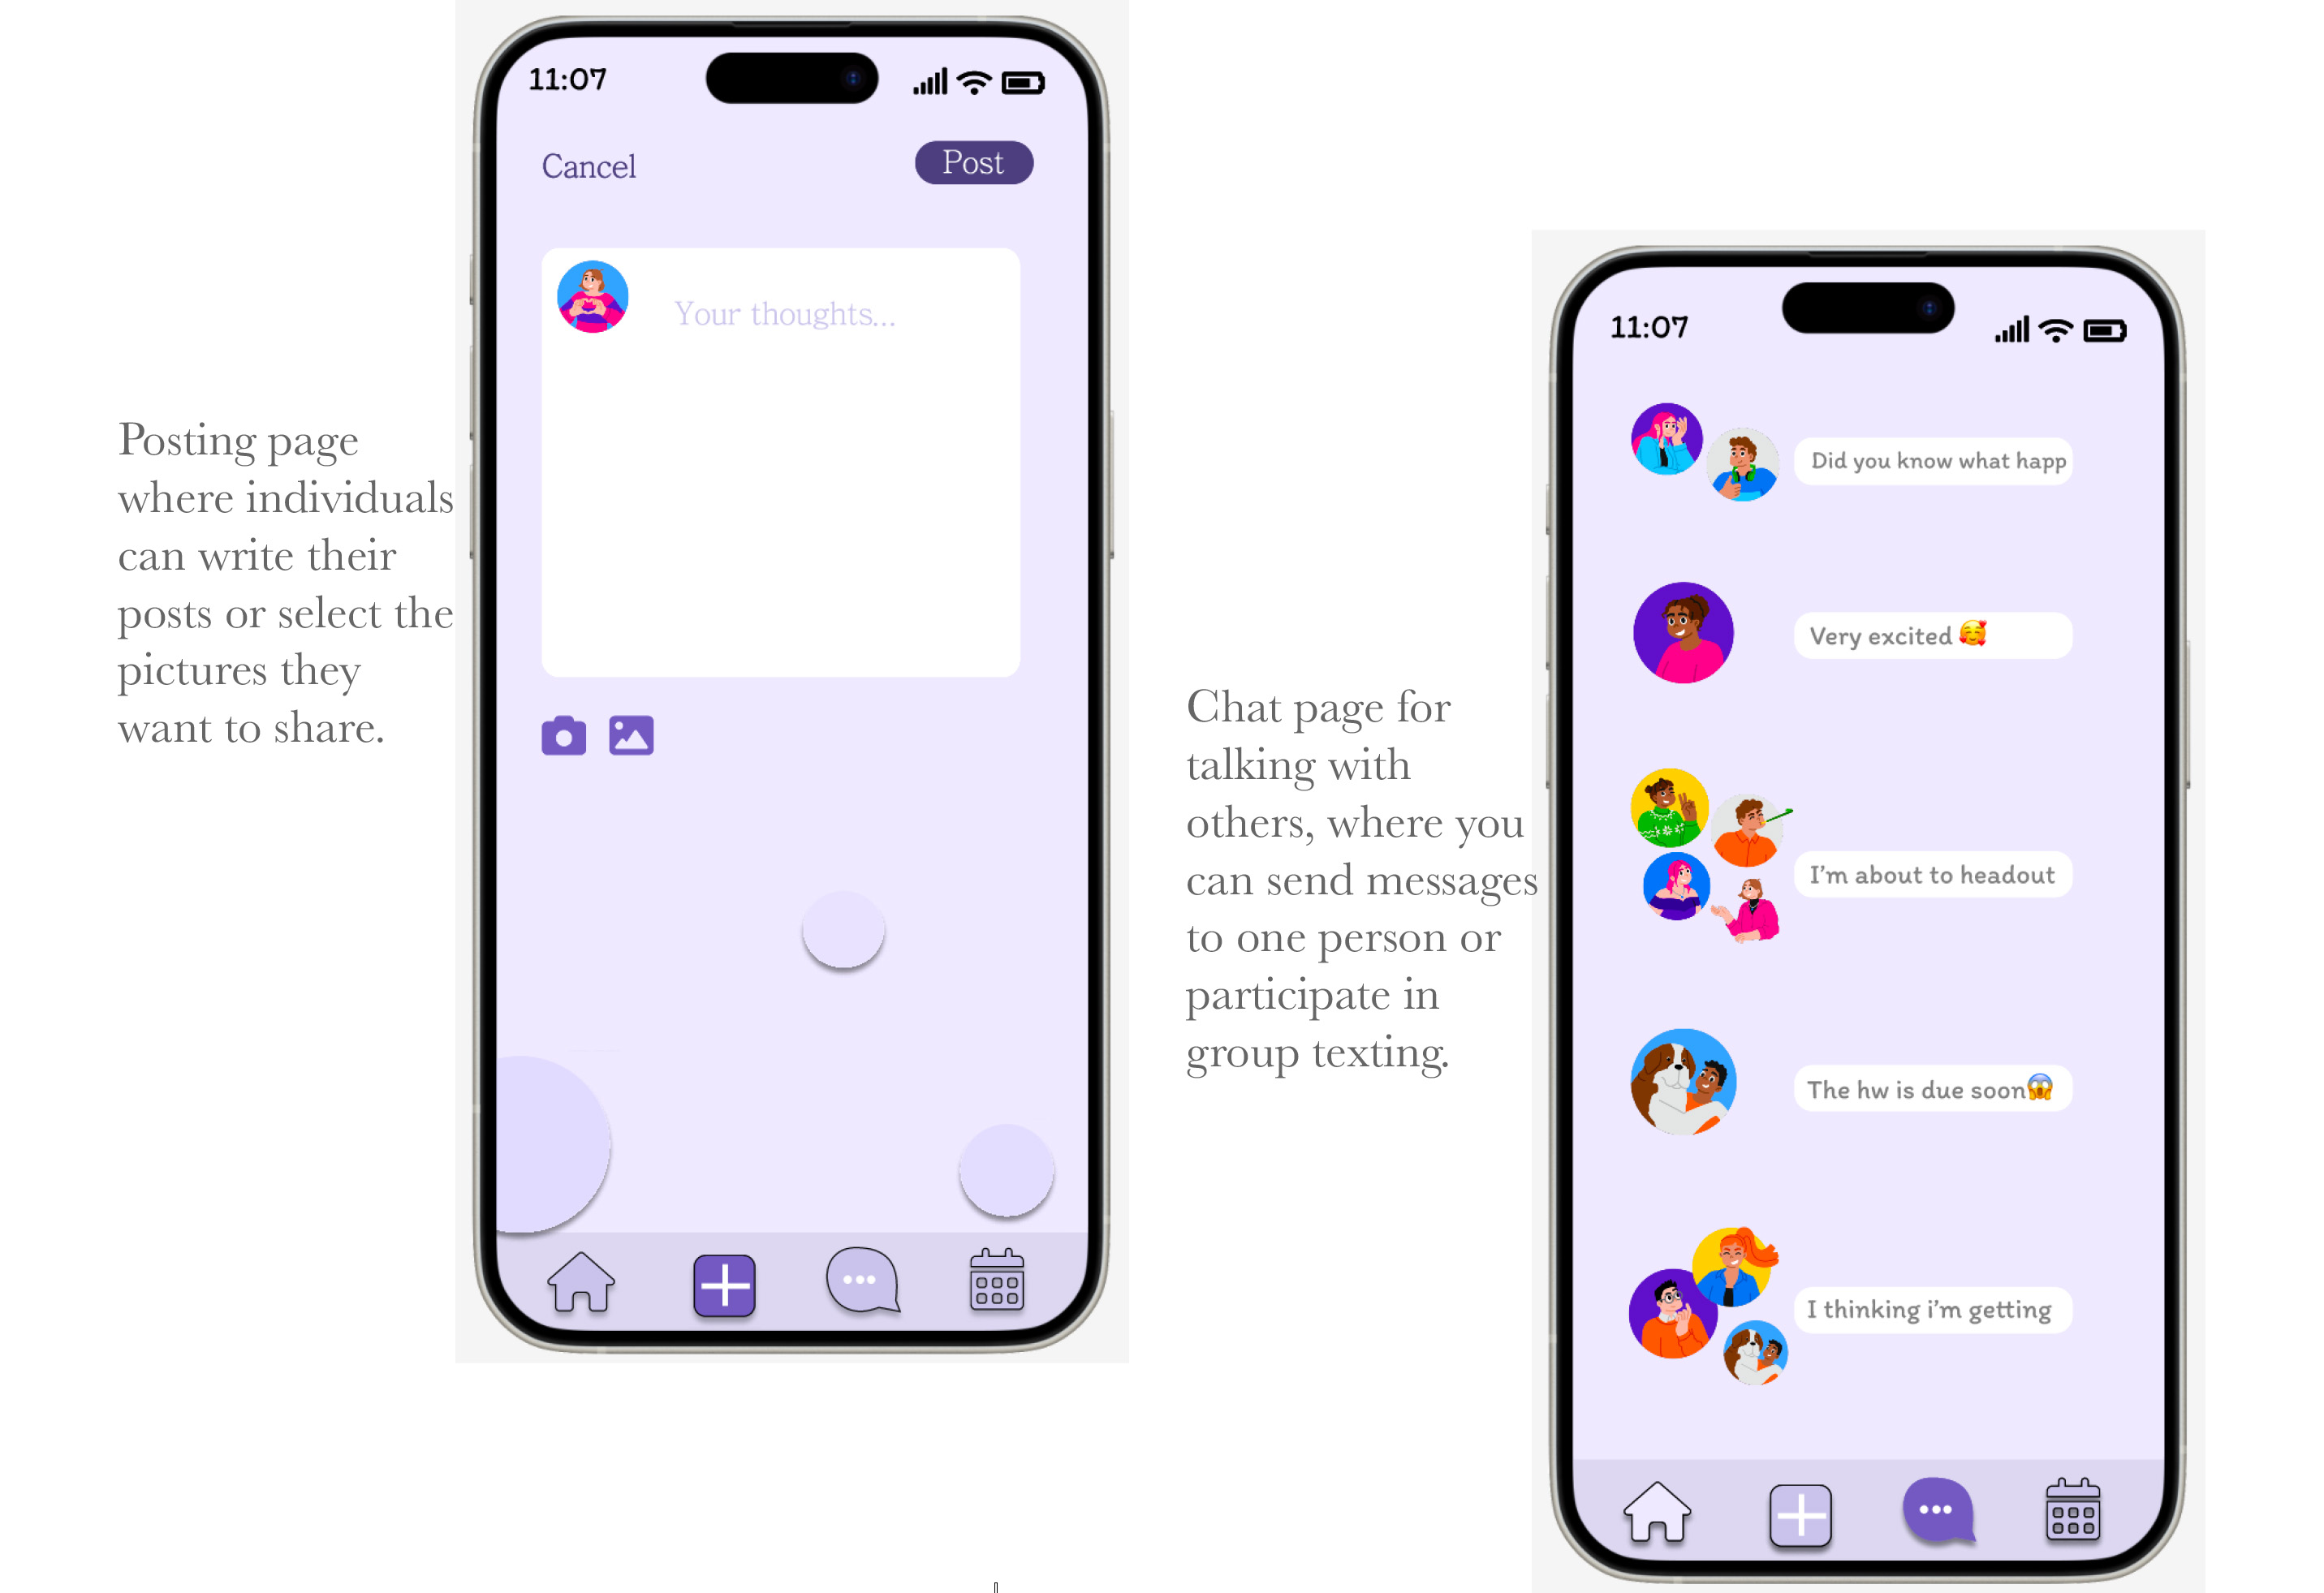 11:07
Cancel
Post
Your thoughts...
Posting page
where individuals
can write their
posts or select the
pictures they
want to share.
Chat page for
talking with
others, where you
can send messages
to one person or
participate in
group texting.
11:07
Did you know what happ
Very excited 🥰
I'm about to headout
The hw is due soon😱
I thinking i'm getting